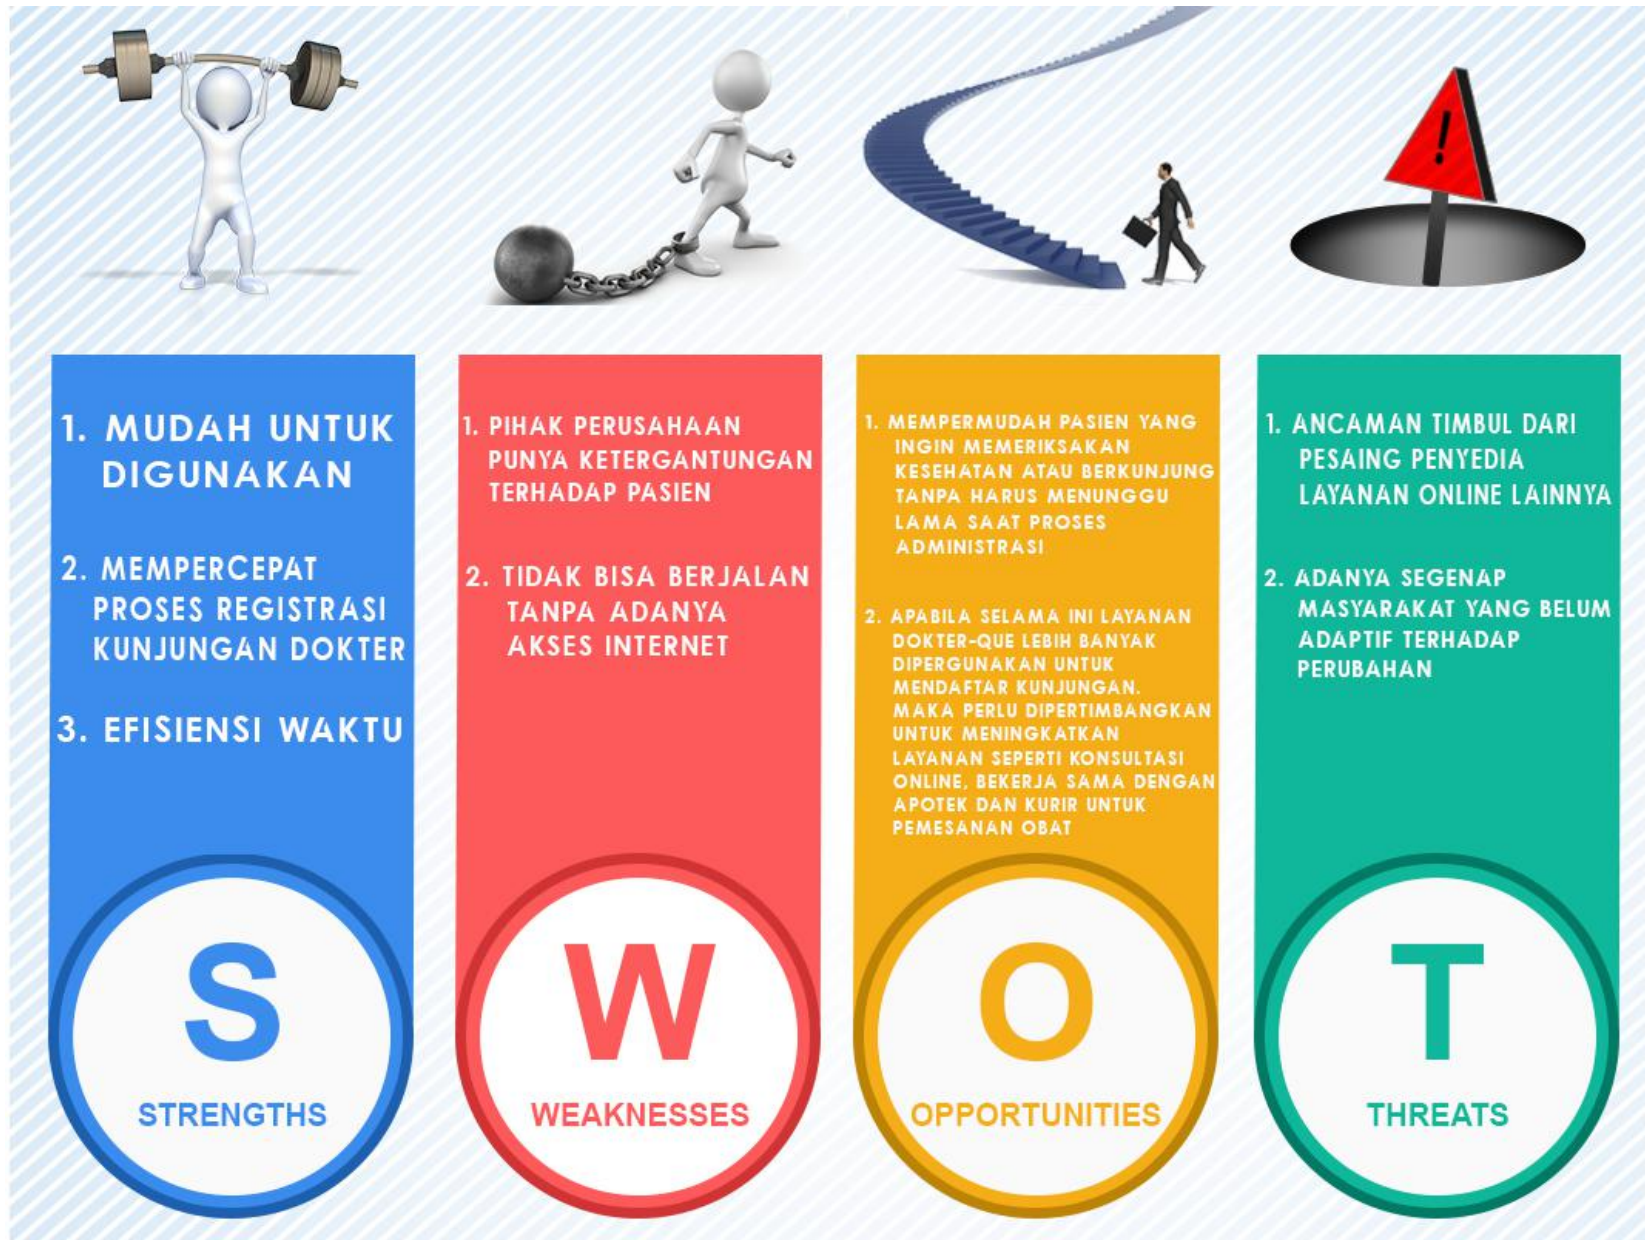 !
1. MUDAH UNTUK
DIGUNAKAN
2. MEMPERCEPAT
PROSES REGISTRASI
KUNJUNGAN DOKTER
3. EFISIENSI WAKTU
S
STRENGTHS
1. PIHAK PERUSAHAAN
PUNYA KETERGANTUNGAN
TERHADAP PASIEN
2. TIDAK BISA BERJALAN
TANPA ADANYA
AKSES INTERNET
W
WEAKNESSES
1. MEMPERMUDAH PASIEN YANG
INGIN MEMERIKSAKAN
KESEHATAN ATAU BERKUNJUNG
TANPA HARUS MENUNGGU
LAMA SAAT PROSES
ADMINISTRASI
2. APABILA SELAMA INI LAYANAN
DOKTER-QUE LEBIH BANYAK
DIPERGUNAKAN UNTUK
MENDAFTAR KUNJUNGAN.
MAKA PERLU DIPERTIMBANGKAN
UNTUK MENINGKATKAN
LAYANAN SEPERTI KONSULTASI
ONLINE, BEKERJA SAMA DENGAN
APOTEK DAN KURIR UNTUK
PEMESANAN OBAT
O
OPPORTUNITIES
1. ANCAMAN TIMBUL DARI
PESAING PENYEDIA
LAYANAN ONLINE LAINNYA
2. ADANYA SEGENAP
MASYARAKAT YANG BELUM
ADAPTIF TERHADAP
PERUBAHAN
T
THREATS